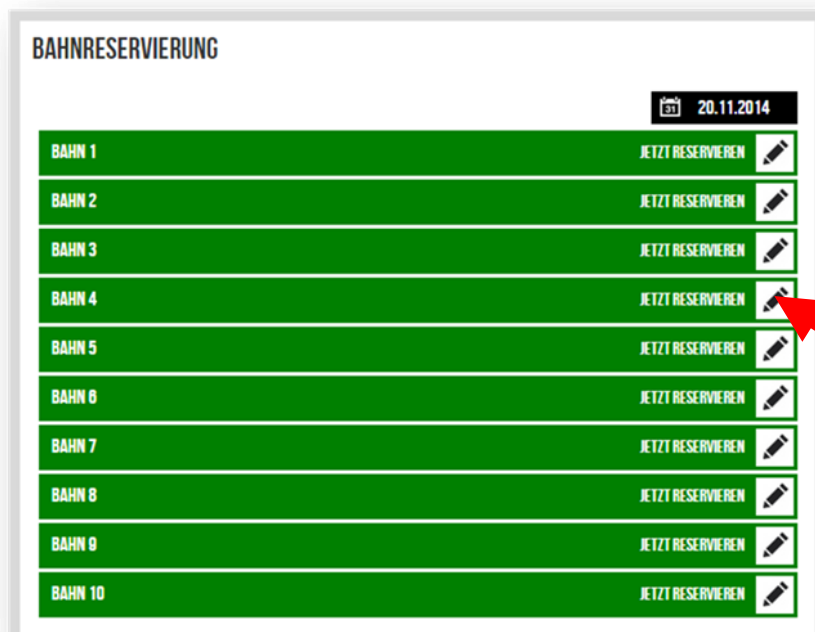 BAHNRESERVIERUNG
31 20.11.2014
BAHN 1 JETZT RESERVIEREN
BAHN 2 JETZT RESERVIEREN
BAHN 3 JETZT RESERVIEREN
BAHN 4 JETZT RESERVIEREN
BAHN 5 JETZT RESERVIEREN
BAHN 6 JETZT RESERVIEREN
BAHN 7 JETZT RESERVIEREN
BAHN 8 JETZT RESERVIEREN
BAHN 9 JETZT RESERVIEREN
BAHN 10 JETZT RESERVIEREN